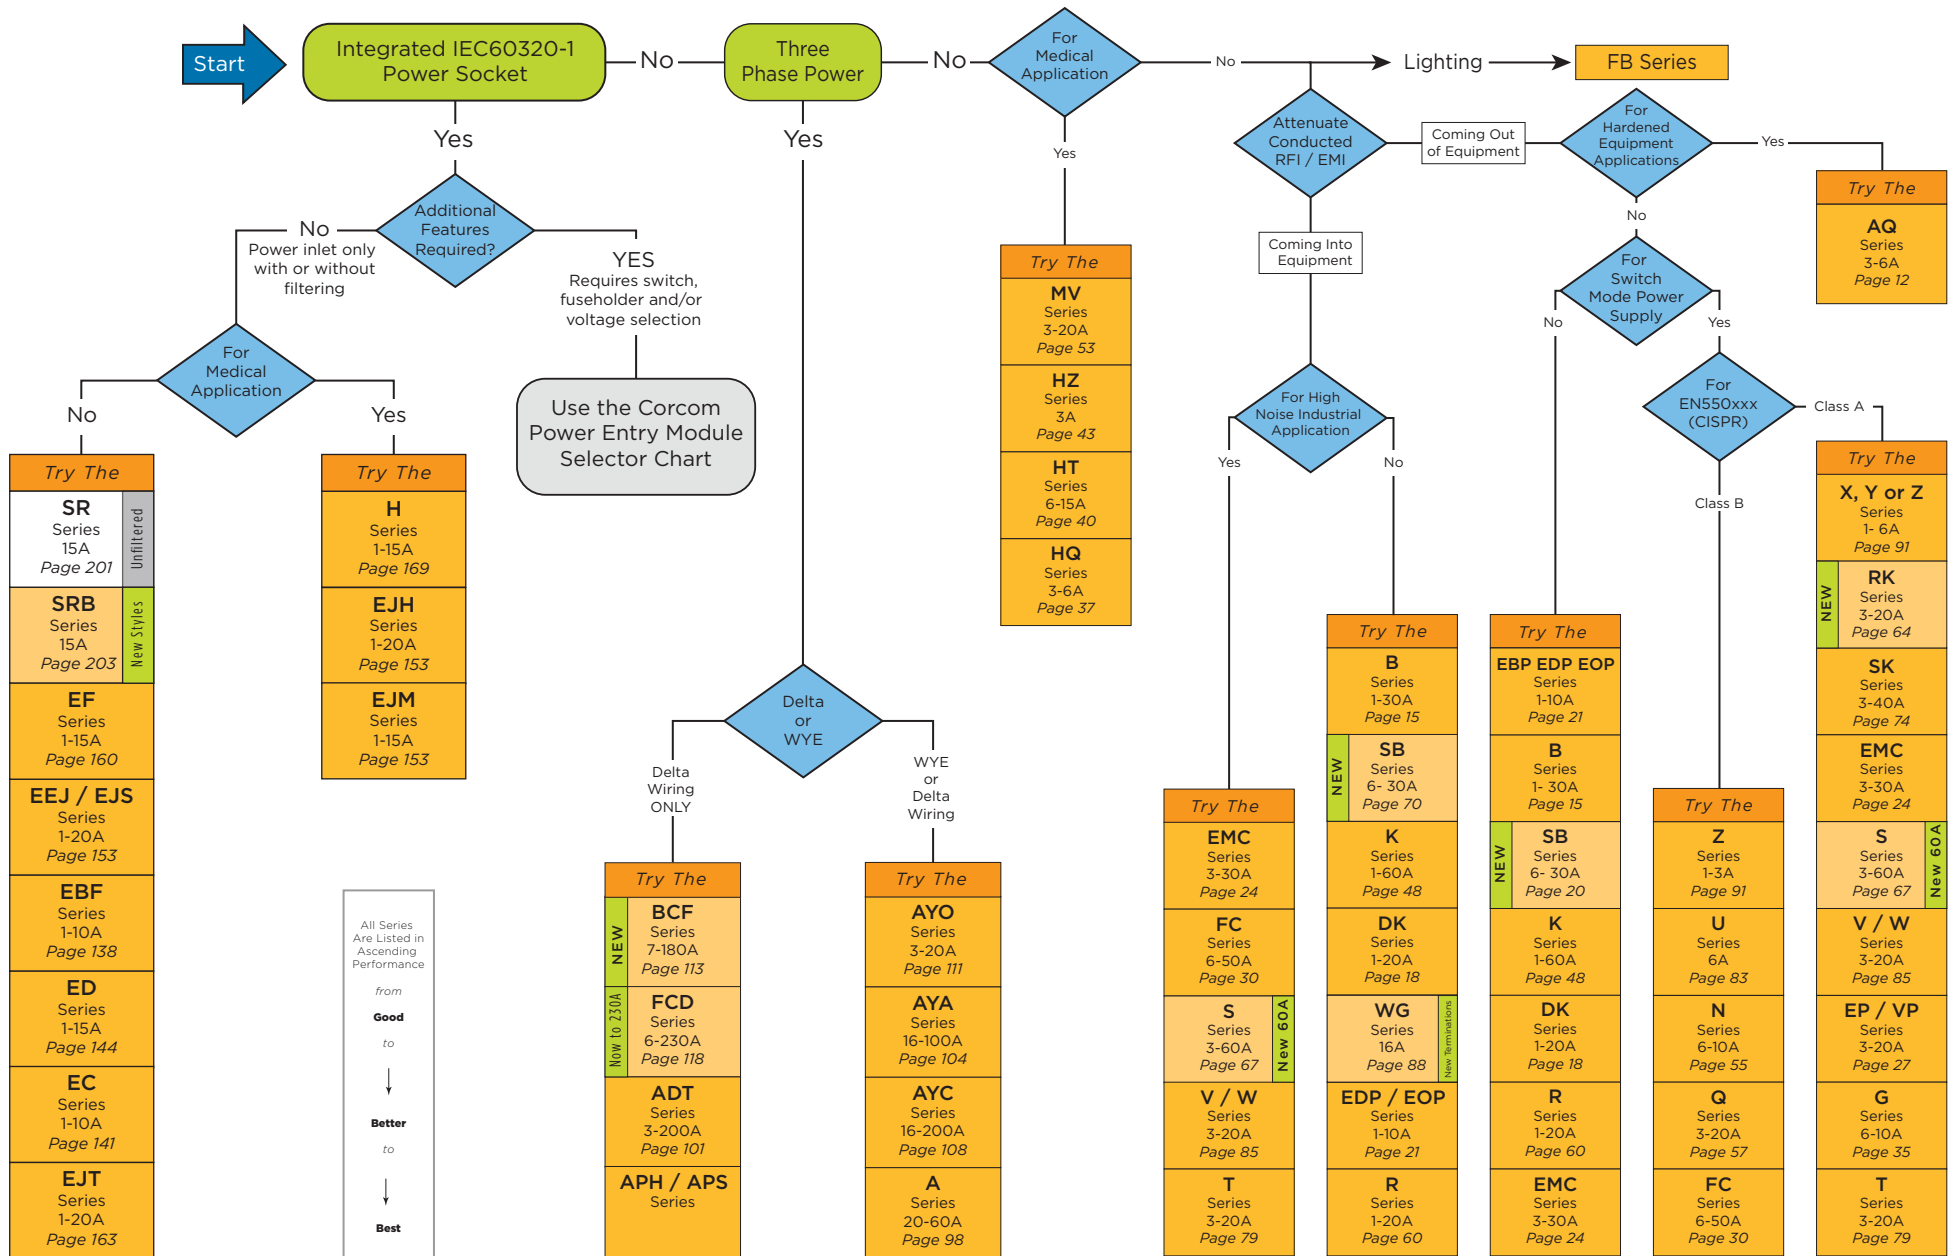 Start
Integrated IEC60320-1
Power Socket
No
Three
Phase Power
No
For
Medical
Application
No
Lighting
FB Series
Yes
Yes
Yes
Attenuate
Conducted
RFI / EMI
Coming Out
of Equipment
For
Hardened
Equipment
Applications
Yes
Try The
AQ
Series
3-6A
Page 12
Additional
Features
Required?
No
Power inlet only
with or without
filtering
YES
Requires switch,
fuseholder and/or
voltage selection
Use the Corcom
Power Entry Module
Selector Chart
For
Medical
Application
No
Yes
Try The
SR
Series
15A
Page 201
Unfiltered
SRB
Series
15A
Page 203
New Styles
EF
Series
1-15A
Page 160
EEJ / EJS
Series
1-20A
Page 153
EBF
Series
1-10A
Page 138
ED
Series
1-15A
Page 144
EC
Series
1-10A
Page 141
EJT
Series
1-20A
Page 163
Try The
H
Series
1-15A
Page 169
EJH
Series
1-20A
Page 153
EJM
Series
1-15A
Page 153
All Series
Are Listed in
Ascending
Performance
from
Good
to
Better
to
Best
Delta
or
WYE
Delta
Wiring
ONLY
WYE
or
Delta
Wiring
Try The
NEW
BCF
Series
7-180A
Page 113
Now to 230A
FCD
Series
6-230A
Page 118
ADT
Series
3-200A
Page 101
APH / APS
Series
Try The
AYO
Series
3-20A
Page 111
AYA
Series
16-100A
Page 104
AYC
Series
16-200A
Page 108
A
Series
20-60A
Page 98
Try The
MV
Series
3-20A
Page 53
HZ
Series
3A
Page 43
HT
Series
6-15A
Page 40
HQ
Series
3-6A
Page 37
Coming Into
Equipment
For High
Noise Industrial
Application
Yes
No
Try The
EMC
Series
3-30A
Page 24
FC
Series
6-50A
Page 30
S
Series
3-60A
Page 67
New 60A
V / W
Series
3-20A
Page 85
T
Series
3-20A
Page 79
Try The
B
Series
1-30A
Page 15
NEW
SB
Series
6- 30A
Page 70
K
Series
1-60A
Page 48
DK
Series
1-20A
Page 18
WG
Series
16A
Page 88
New Terminations
EDP / EOP
Series
1-10A
Page 21
R
Series
1-20A
Page 60
No
For
Switch
Mode Power
Supply
No
Yes
Try The
EBP EDP EOP
Series
1-10A
Page 21
B
Series
1- 30A
Page 15
NEW
SB
Series
6- 30A
Page 20
K
Series
1-60A
Page 48
DK
Series
1-20A
Page 18
R
Series
1-20A
Page 60
EMC
Series
3-30A
Page 24
For
EN550xxx
(CISPR)
Class A
Class B
Try The
Z
Series
1-3A
Page 91
U
Series
6A
Page 83
N
Series
6-10A
Page 55
Q
Series
3-20A
Page 57
FC
Series
6-50A
Page 30
Try The
X, Y or Z
Series
1- 6A
Page 91
NEW
RK
Series
3-20A
Page 64
SK
Series
3-40A
Page 74
EMC
Series
3-30A
Page 24
S
Series
3-60A
Page 67
New 60A
V / W
Series
3-20A
Page 85
EP / VP
Series
3-20A
Page 27
G
Series
6-10A
Page 35
T
Series
3-20A
Page 79